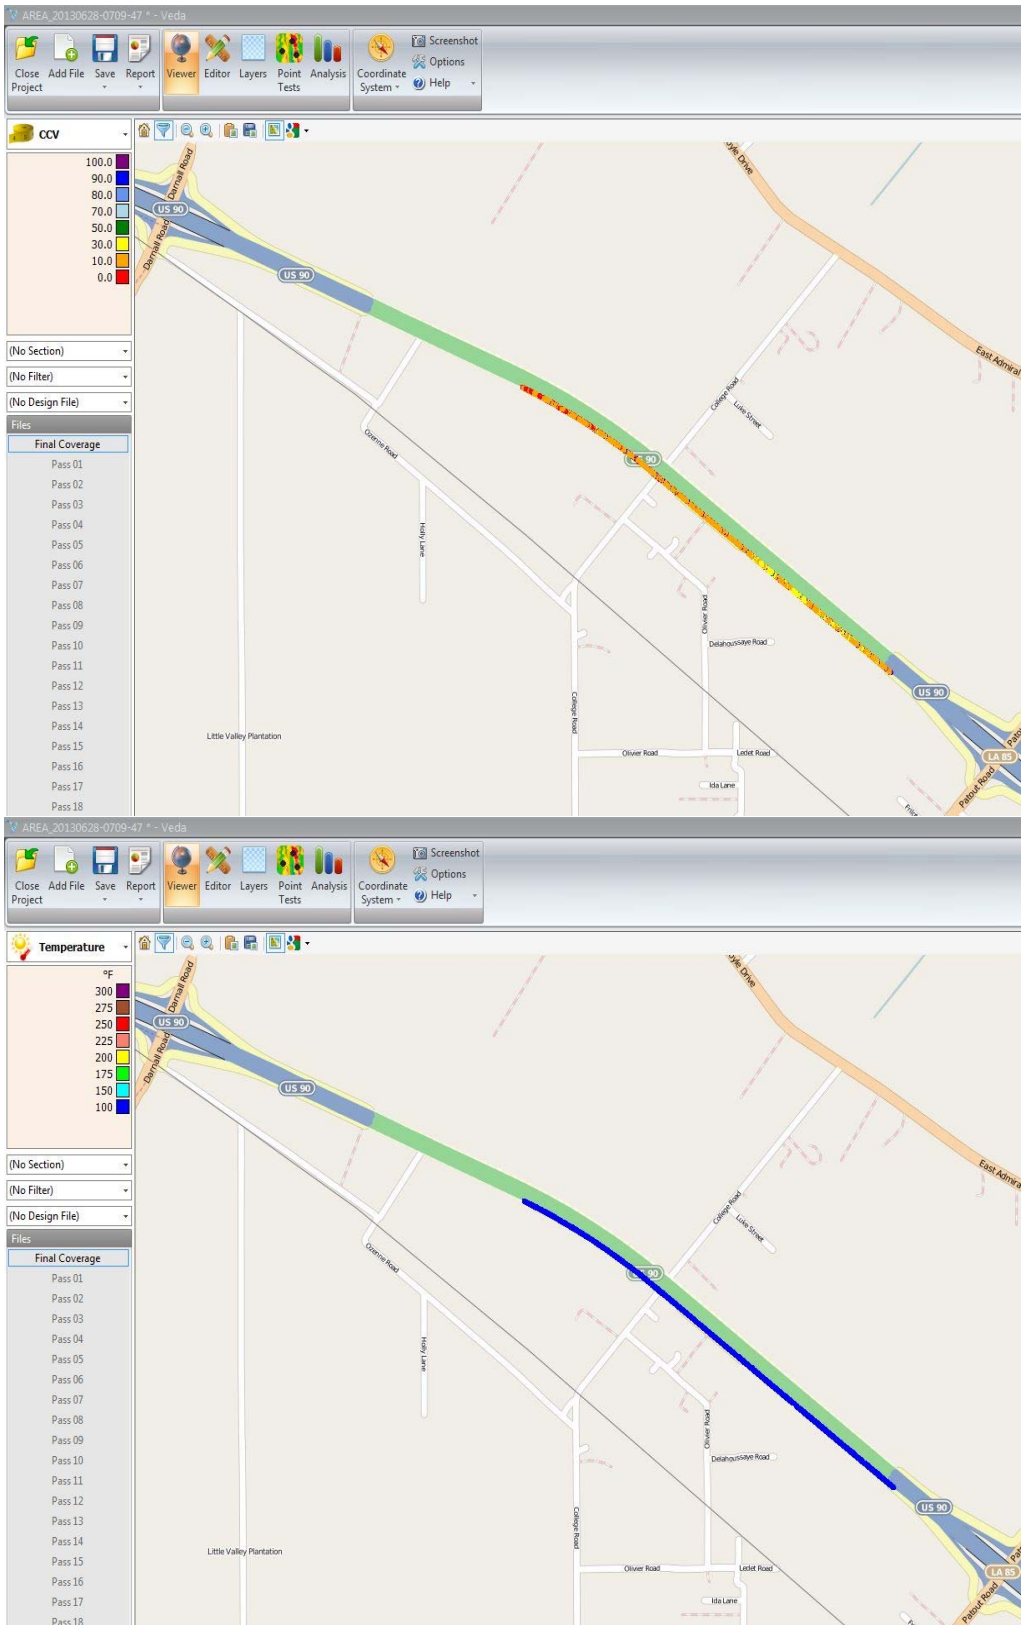 AREA_20130628-0709-47 * - Veda
Close Project Add File Save Report Viewer Editor Layers Point Tests Analysis Coordinate System Screenshot
Options
Help
CCV
100.0
90.0
80.0
70.0
50.0
30.0
10.0
0.0
(No Section)
(No Filter)
(No Design File)
Files
Final Coverage
Pass 01
Pass 02
Pass 03
Pass 04
Pass 05
Pass 06
Pass 07
Pass 08
Pass 09
Pass 10
Pass 11
Pass 12
Pass 13
Pass 14
Pass 15
Pass 16
Pass 17
Pass 18
Darnall Road
US 90
Darnall Road
US 90
yle Drive
East Admiral
College Road
Luke Street
Ozenne Road
90
Holly Lane
Olivier Road
Delahoussaye Road
US 90
College Road
Little Valley Plantation
Olivier Road
Ledet Road
LA 85
Ida Lane
Patout Road
AREA_20130628-0709-47 * - Veda
Close Project Add File Save Report Viewer Editor Layers Point Tests Analysis Coordinate System Screenshot
Options
Help
Temperature
°F
300
275
250
225
200
175
150
100
(No Section)
(No Filter)
(No Design File)
Files
Final Coverage
Pass 01
Pass 02
Pass 03
Pass 04
Pass 05
Pass 06
Pass 07
Pass 08
Pass 09
Pass 10
Pass 11
Pass 12
Pass 13
Pass 14
Pass 15
Pass 16
Pass 17
Pass 18
Darnall Road
US 90
Darnall Road
US 90
yle Drive
East Admiral
College Road
Luke Street
Ozenne Road
90
Holly Lane
Olivier Road
Delahoussaye Road
US 90
College Road
Little Valley Plantation
Olivier Road
Ledet Road
LA 85
Ida Lane
Patout Road